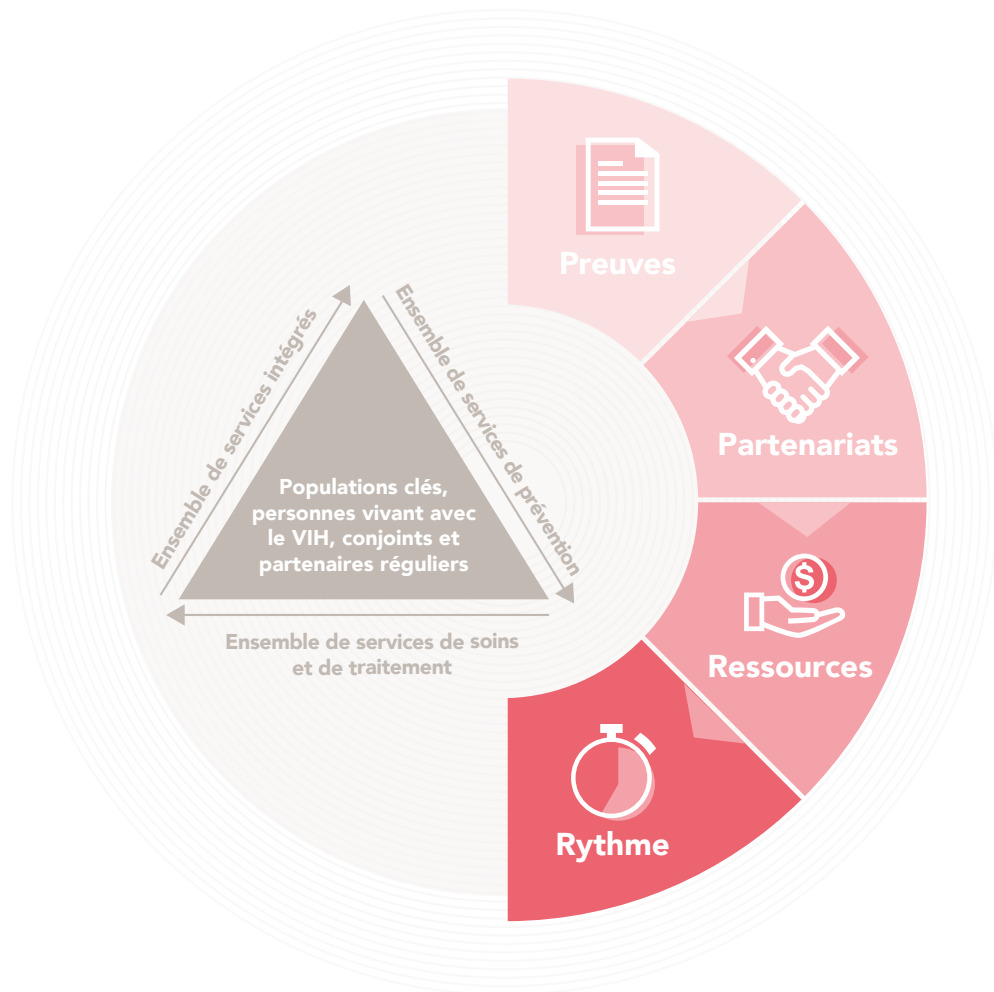 Preuves
Partenariats
Ressources
Rythme
Ensemble de services intégrés
Ensemble de services de prévention
Populations clés,
personnes vivant avec
le VIH, conjoints et
partenaires réguliers
Ensemble de services de soins
et de traitement
$